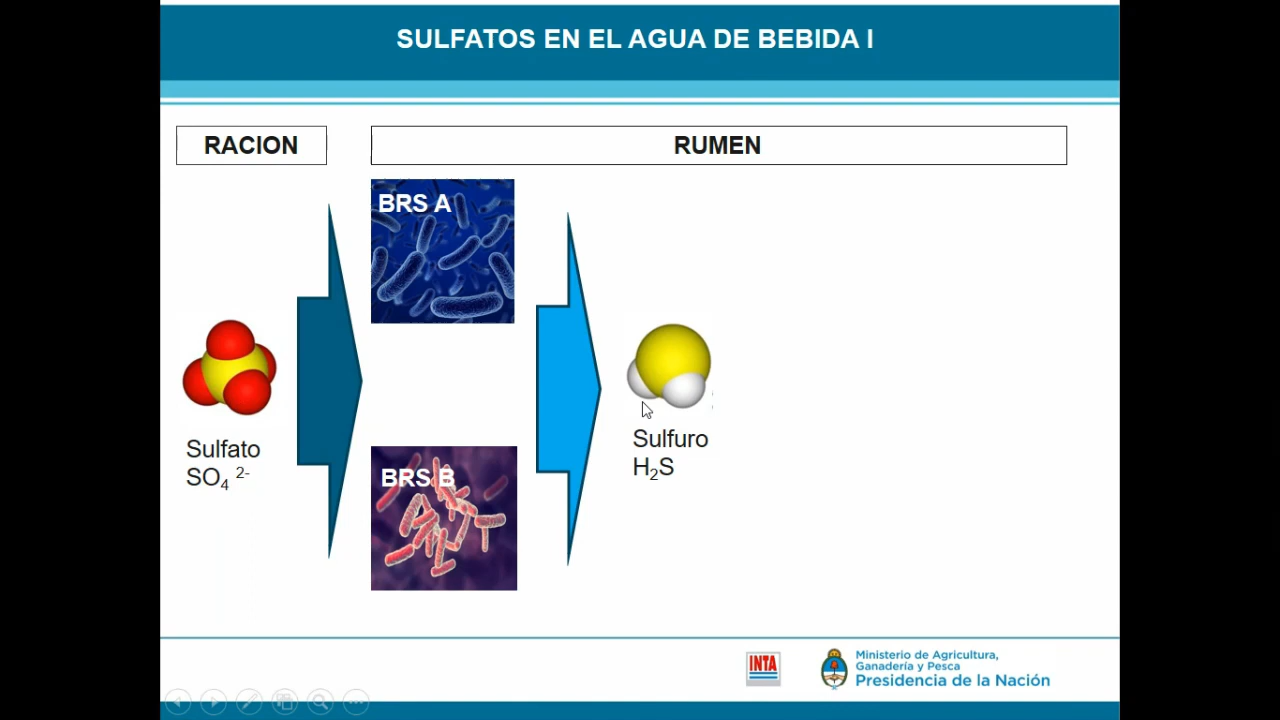 SULFATOS EN EL AGUA DE BEBIDA I
RACION
RUMEN
BRS A
Sulfato
SO₄ ²⁻
BRS B
Sulfuro
H₂S
INTA
Ministerio de Agricultura,
Ganadería y Pesca
Presidencia de la Nación